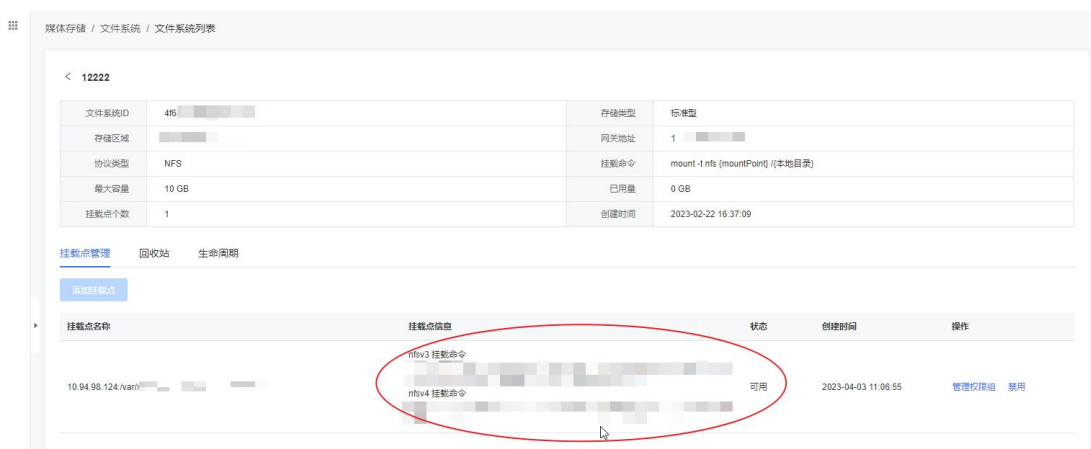 媒体存储 / 文件系统 / 文件系统列表
< 12222
文件系统ID 4f6 存储类型 标准型
存储区域 网关地址 1
协议类型 NFS 挂载命令 mount -t nfs {mountPoint} /{本地目录}
最大容量 10 GB 已用量 0 GB
挂载点个数 1 创建时间 2023-02-22 16:37:09
挂载点管理 回收站 生命周期
添加挂载点
挂载点名称 挂载点信息 状态 创建时间 操作
nfsv3 挂载命令
10.94.98.124:/var/ 可用 2023-04-03 11:06:55 管理权限组 禁用
nfsv4 挂载命令